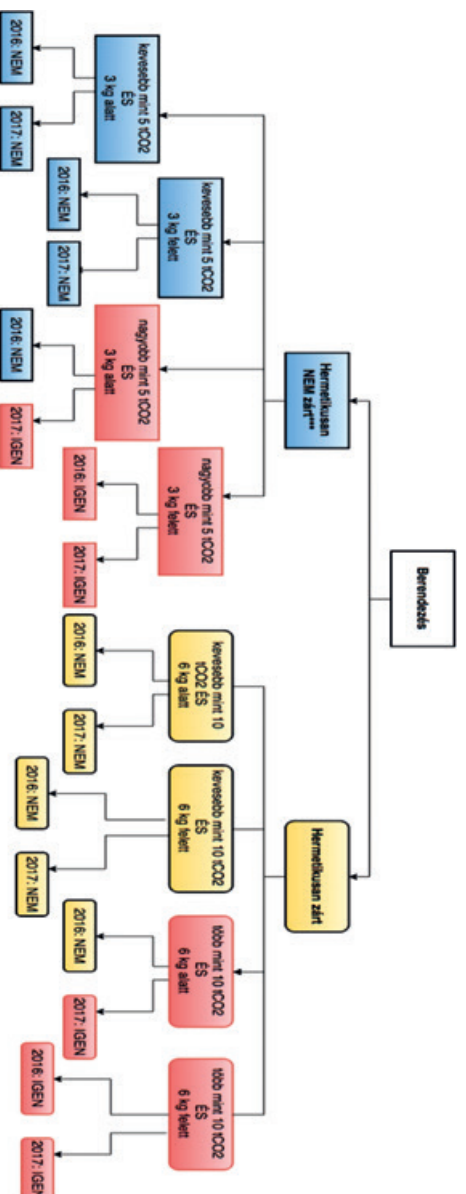 Berendezés
Hermetikusan
NEM zárt***
Hermetikusan zárt
kevesebb mint 5 tCO2
ÉS
3 kg alatt
kevesebb mint 5 tCO2
ÉS
3 kg felett
nagyobb mint 5 tCO2
ÉS
3 kg alatt
nagyobb mint 5 tCO2
ÉS
3 kg felett
kevesebb mint 10
tCO2 ÉS
6 kg alatt
kevesebb mint 10 tCO2
ÉS
6 kg felett
több mint 10 tCO2
ÉS
6 kg alatt
több mint 10 tCO2
ÉS
6 kg felett
2016: NEM
2017: NEM
2016: NEM
2017: NEM
2016: NEM
2017: IGEN
2016: IGEN
2017: IGEN
2016: NEM
2017: NEM
2016: NEM
2017: NEM
2016: NEM
2017: IGEN
2016: IGEN
2017: IGEN